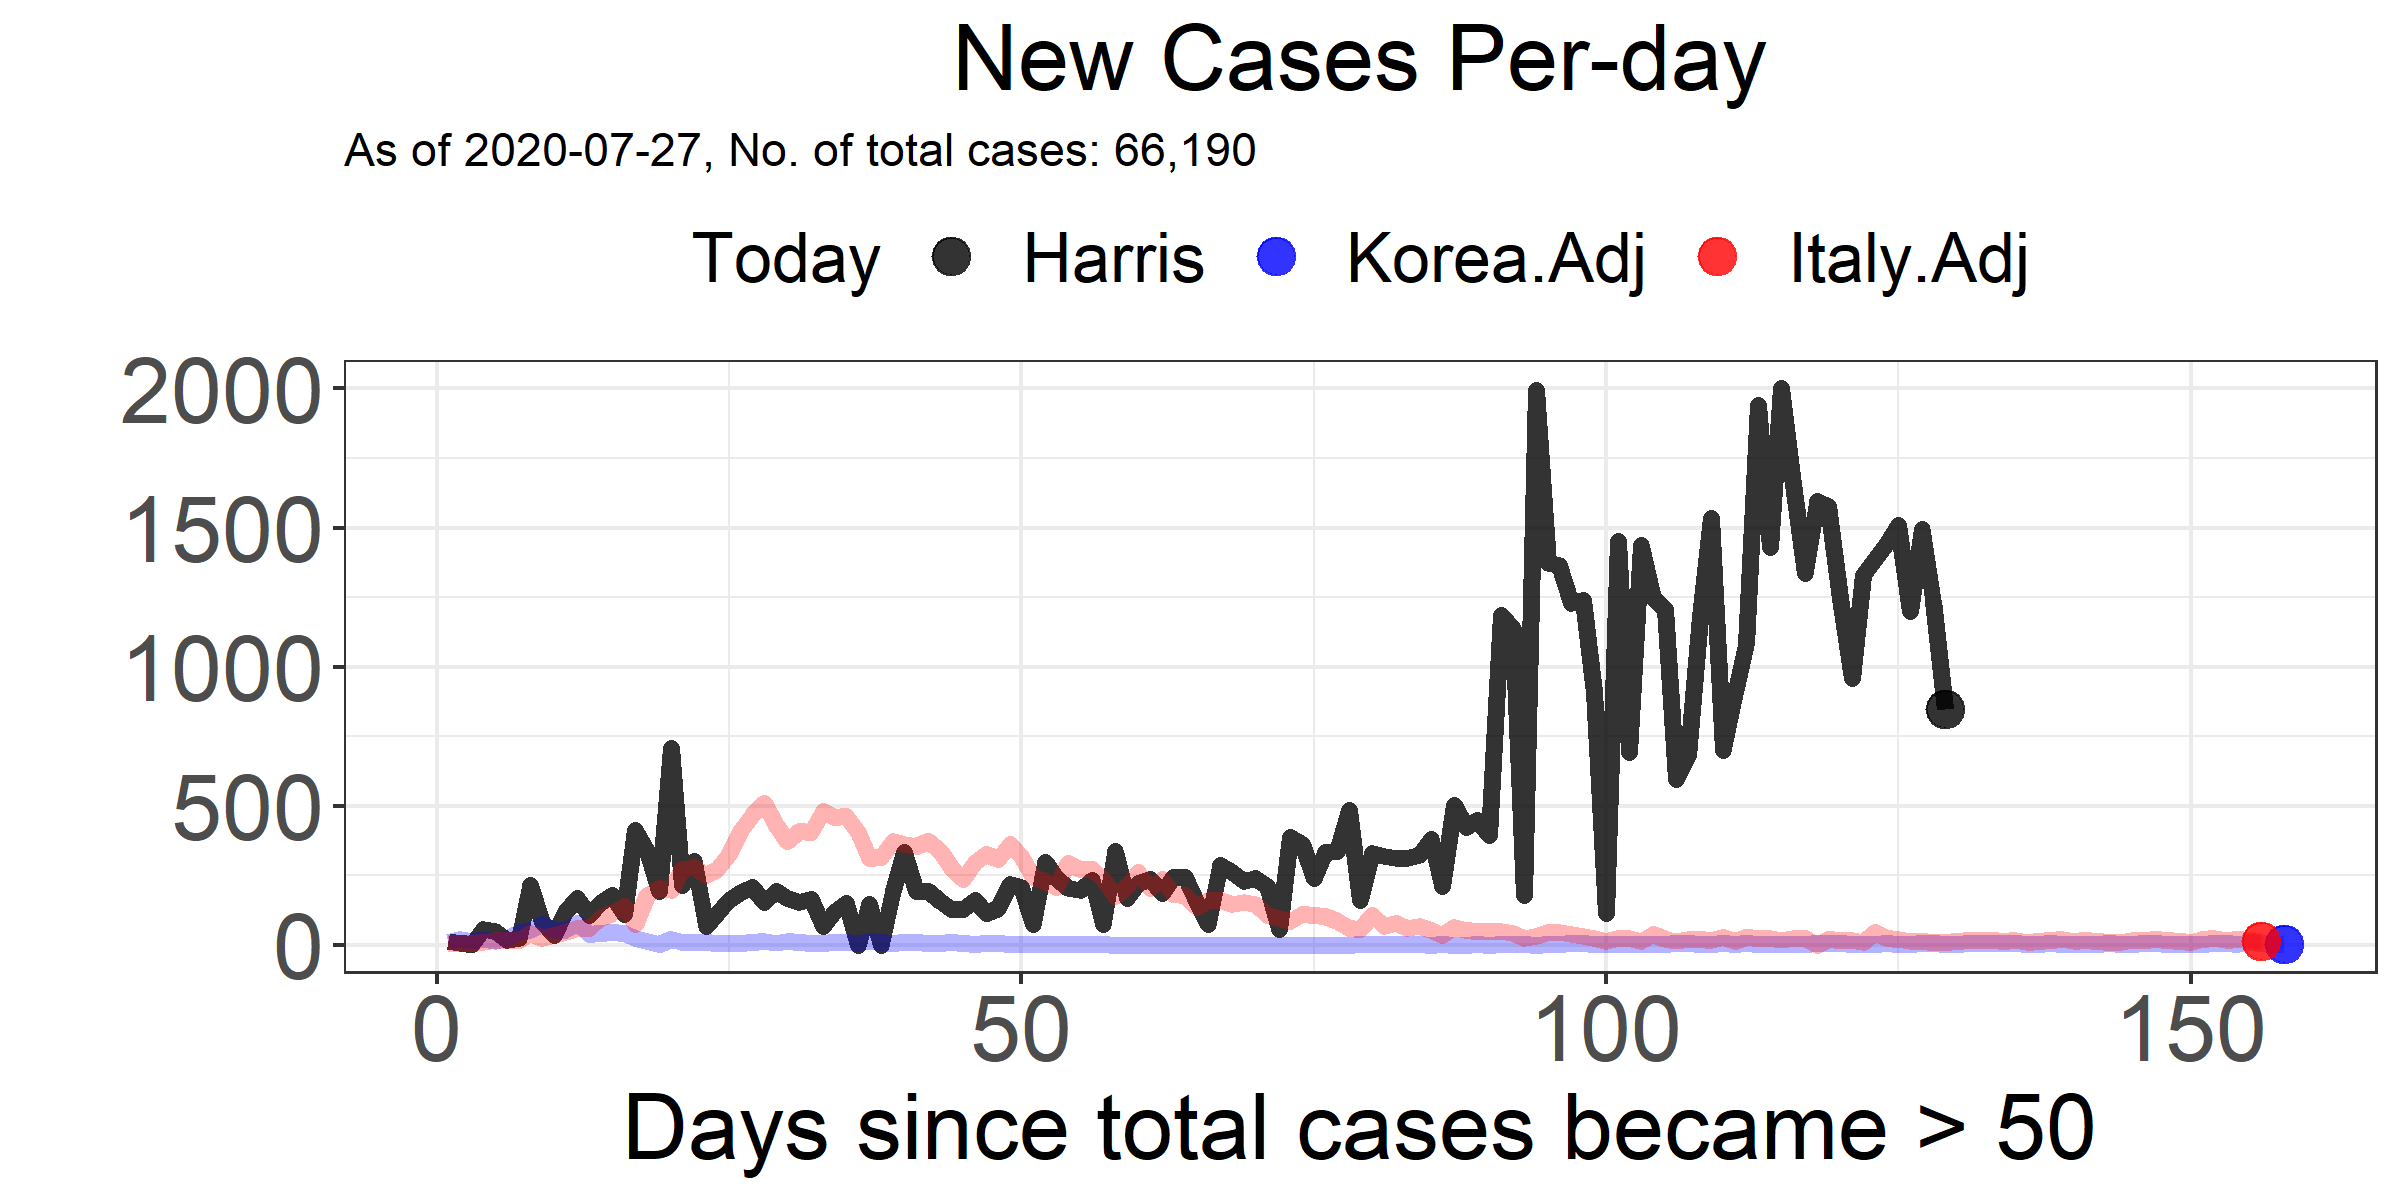 New Cases Per-day
As of 2020-07-27, No. of total cases: 66,190
Today Harris Korea.Adj Italy.Adj
2000
1500
1000
500
0
0 50 100 150
Days since total cases became > 50